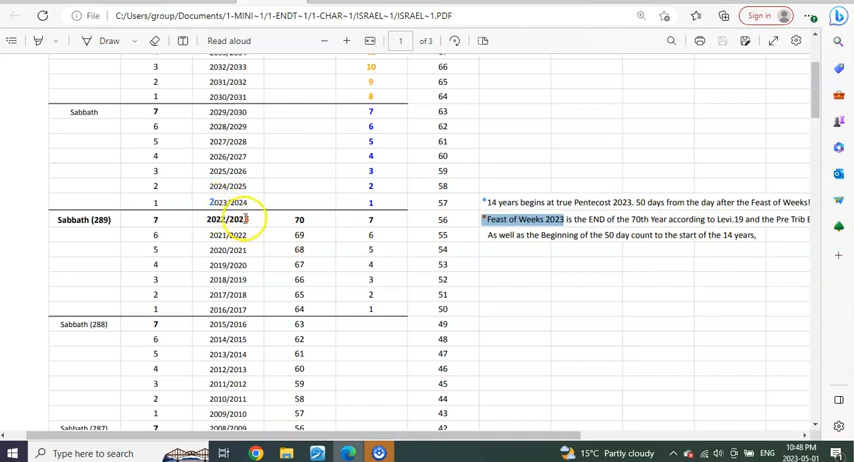 File C:/Users/group/Documents/1-MINI~1/1-ENDT~1/1-CHAR~1/ISRAEL~1/ISRAEL~1.PDF Sign in
Draw Read aloud 1 of 3
3 2032/2033 10 66
2 2031/2032 9 65
1 2030/2031 8 64
Sabbath 7 2029/2030 7 63
6 2028/2029 6 62
5 2027/2028 5 61
4 2026/2027 4 60
3 2025/2026 3 59
2 2024/2025 2 58
1 2023/2024 1 57 *14 years begins at true Pentecost 2023. 50 days from the day after the Feast of Weeks!
Sabbath (289) 7 2022/2023 70 7 56 *Feast of Weeks 2023 is the END of the 70th Year according to Levi.19 and the Pre Trib
6 2021/2022 69 6 55 As well as the Beginning of the 50 day count to the start of the 14 years,
5 2020/2021 68 5 54
4 2019/2020 67 4 53
3 2018/2019 66 3 52
2 2017/2018 65 2 51
1 2016/2017 64 1 50
Sabbath (288) 7 2015/2016 63 49
6 2014/2015 62 48
5 2013/2014 61 47
4 2012/2013 60 46
3 2011/2012 59 45
2 2010/2011 58 44
1 2009/2010 57 43
Sabbath (287) 7 2008/2009 56 42
Type here to search 15°C Partly cloudy ENG 10:48 PM
2023-05-01